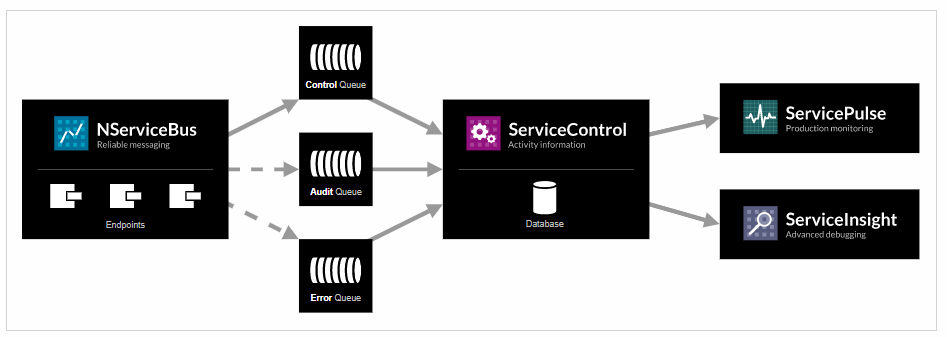 Control Queue
NServiceBus
Reliable messaging
Endpoints
Audit Queue
Error Queue
ServiceControl
Activity information
Database
ServicePulse
Production monitoring
ServiceInsight
Advanced debugging